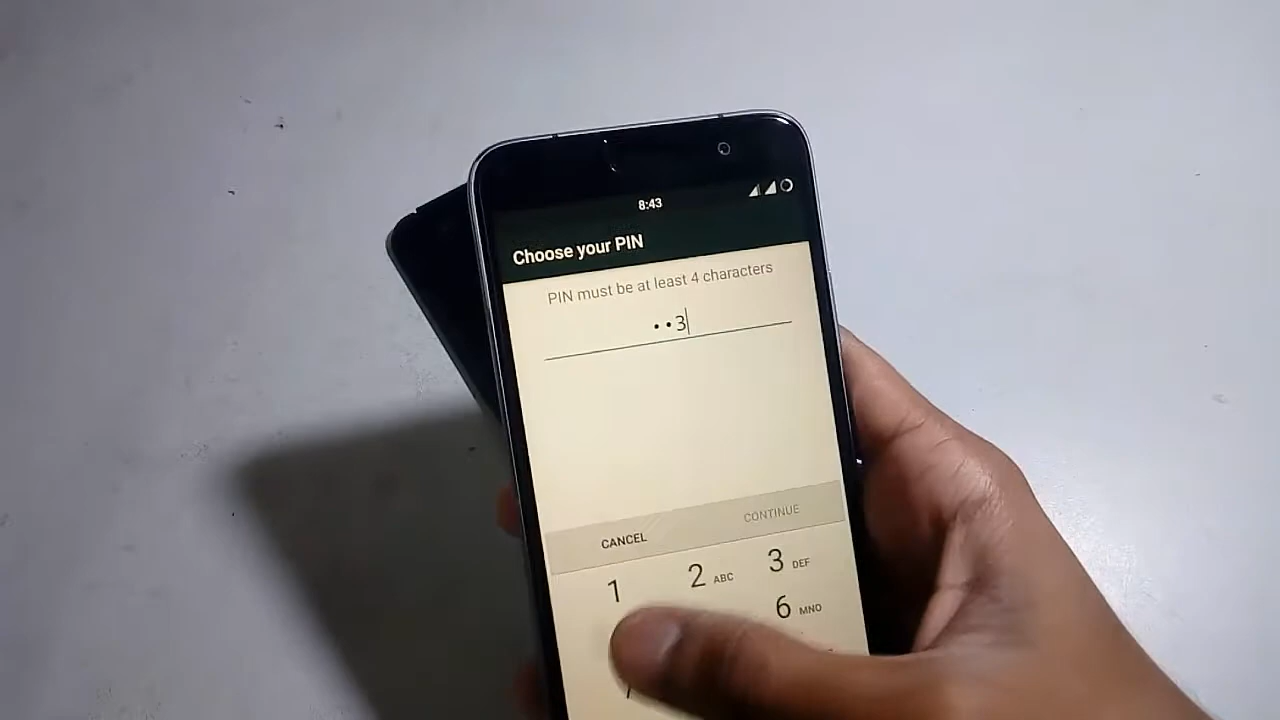 8:43
Choose your PIN
PIN must be at least 4 characters
••3
CANCEL CONTINUE
1 2 ABC 3 DEF
6 MNO